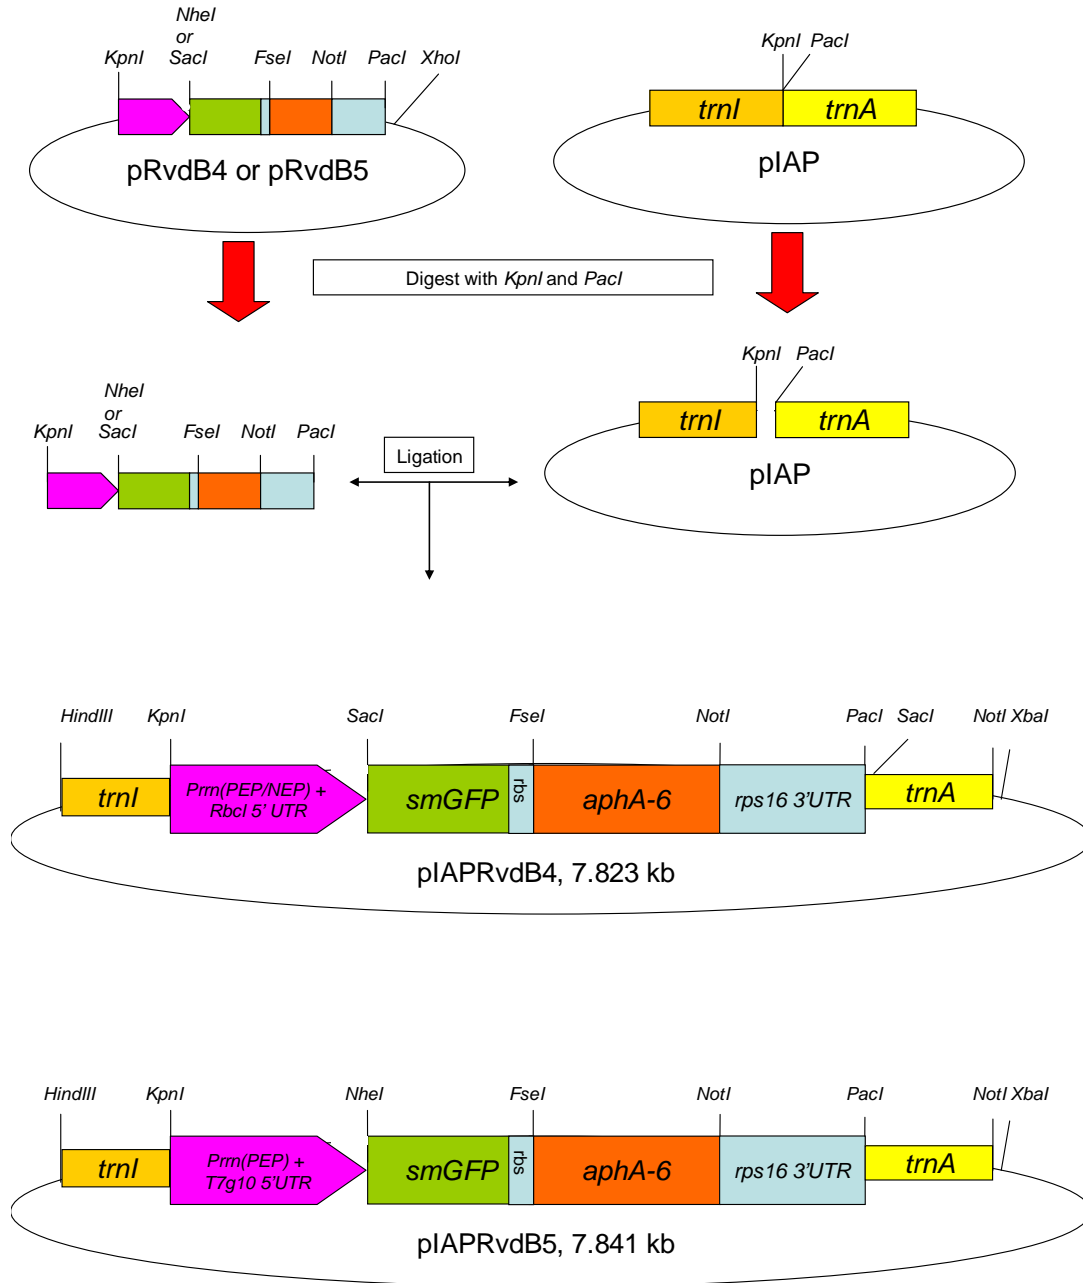 NheI
or
KpnI SacI FseI NotI PacI XhoI
KpnI PacI
trnI trnA
pRvdB4 or pRvdB5
pIAP
Digest with KpnI and PacI
KpnI PacI
NheI
or
KpnI SacI FseI NotI PacI
trnI trnA
Ligation
pIAP
HindIII KpnI SacI FseI NotI PacI SacI NotI XbaI
trnI
Prrn(PEP/NEP) +
Rbcl 5' UTR
smGFP
rbs
aphA-6
rps16 3'UTR
trnA
pIAPRvdB4, 7.823 kb
HindIII KpnI NheI FseI NotI PacI NotI XbaI
trnI
Prrn(PEP) +
T7g10 5'UTR
smGFP
rbs
aphA-6
rps16 3'UTR
trnA
pIAPRvdB5, 7.841 kb